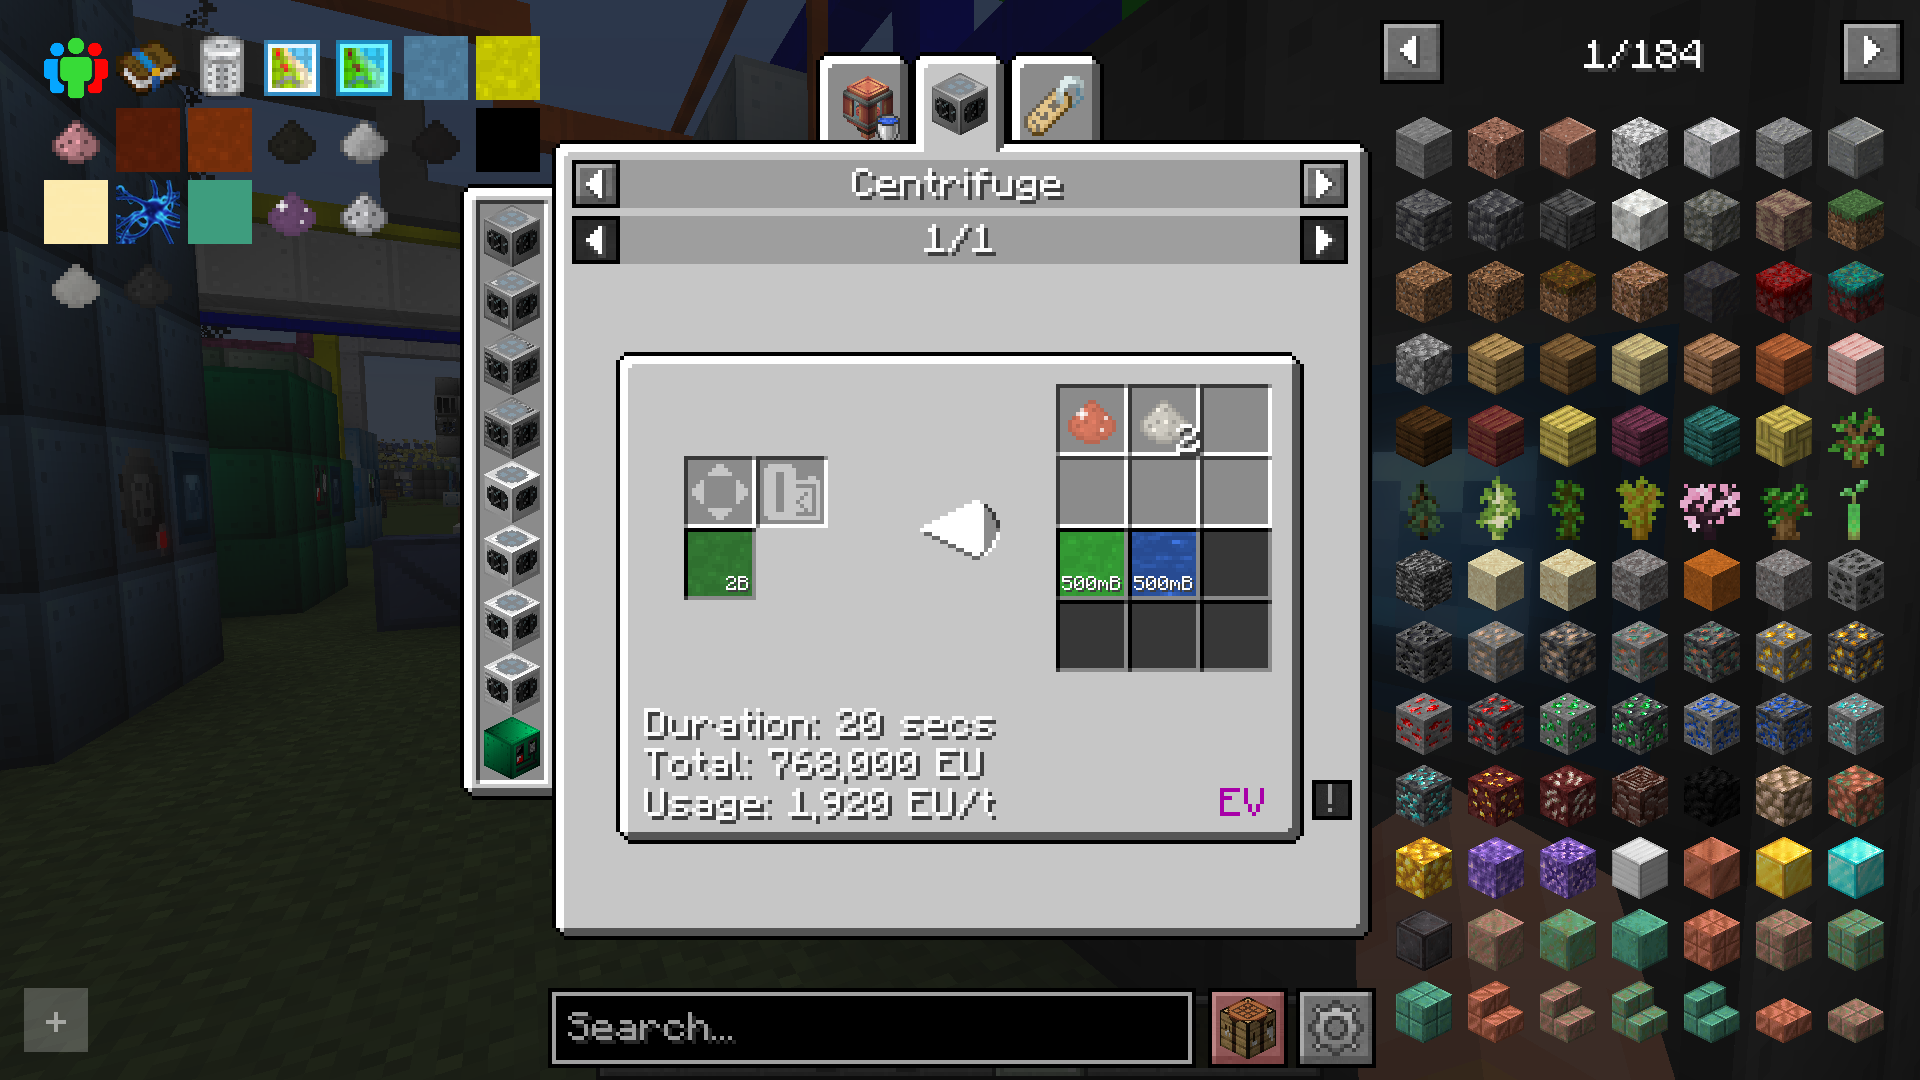 1/184
Centrifuge
1/1
2
2B
500mB 500mB
Duration: 20 secs
Total: 768,000 EU
Usage: 1,920 EU/t
EV
!
Search...
+